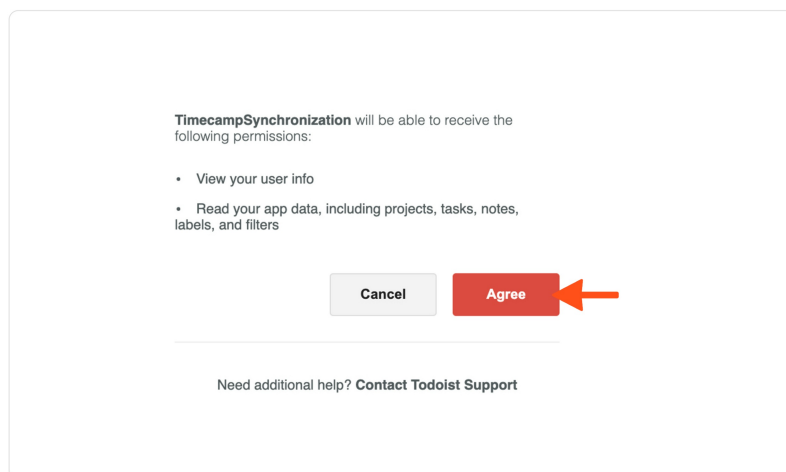 TimecampSynchronization will be able to receive the
following permissions:
• View your user info
• Read your app data, including projects, tasks, notes,
labels, and filters
Cancel
Agree
Need additional help? Contact Todoist Support